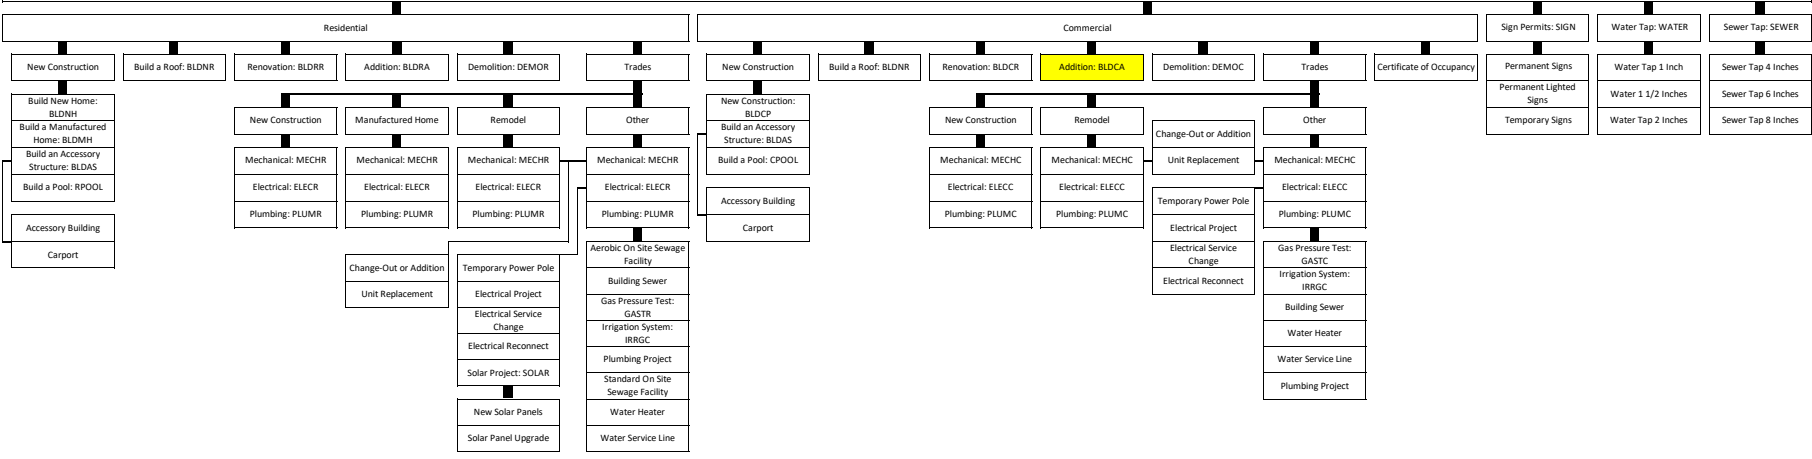 Residential
Commercial
Sign Permits: SIGN
Water Tap: WATER
Sewer Tap: SEWER
New Construction
Build a Roof: BLDNR
Renovation: BLDRR
Addition: BLDRA
Demolition: DEMOR
Trades
New Construction
Build a Roof: BLDNR
Renovation: BLDCR
Addition: BLDCA
Demolition: DEMOC
Trades
Certificate of Occupancy
Permanent Signs
Water Tap 1 Inch
Sewer Tap 4 Inches
Build New Home:
BLDNH
Build a Manufactured
Home: BLDMH
Build an Accessory
Structure: BLDAS
Build a Pool: RPOOL
Accessory Building
Carport
New Construction
Mechanical: MECHR
Electrical: ELECR
Plumbing: PLUMR
Manufactured Home
Mechanical: MECHR
Electrical: ELECR
Plumbing: PLUMR
Remodel
Mechanical: MECHR
Electrical: ELECR
Plumbing: PLUMR
Other
Mechanical: MECHR
Electrical: ELECR
Plumbing: PLUMR
Change-Out or Addition
Unit Replacement
Temporary Power Pole
Electrical Project
Electrical Service
Change
Electrical Reconnect
Solar Project: SOLAR
New Solar Panels
Solar Panel Upgrade
Aerobic On Site Sewage
Facility
Building Sewer
Gas Pressure Test:
GASTR
Irrigation System:
IRRGC
Plumbing Project
Standard On Site
Sewage Facility
Water Heater
Water Service Line
New Construction:
BLDCP
Build an Accessory
Structure: BLDAS
Build a Pool: CPOOL
Accessory Building
Carport
New Construction
Mechanical: MECHC
Electrical: ELECC
Plumbing: PLUMC
Remodel
Mechanical: MECHC
Electrical: ELECC
Plumbing: PLUMC
Change-Out or Addition
Unit Replacement
Temporary Power Pole
Electrical Project
Electrical Service
Change
Electrical Reconnect
Other
Mechanical: MECHC
Electrical: ELECC
Plumbing: PLUMC
Gas Pressure Test:
GASTC
Irrigation System:
IRRGC
Building Sewer
Water Heater
Water Service Line
Plumbing Project
Permanent Lighted
Signs
Temporary Signs
Water 1 1/2 Inches
Water Tap 2 Inches
Sewer Tap 6 Inches
Sewer Tap 8 Inches